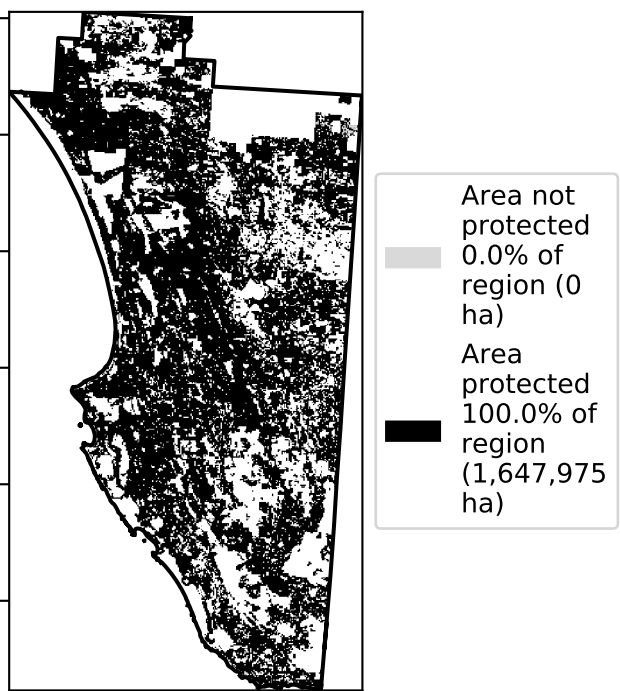 Area not
protected
0.0% of
region (0
ha)
Area
protected
100.0% of
region
(1,647,975
ha)